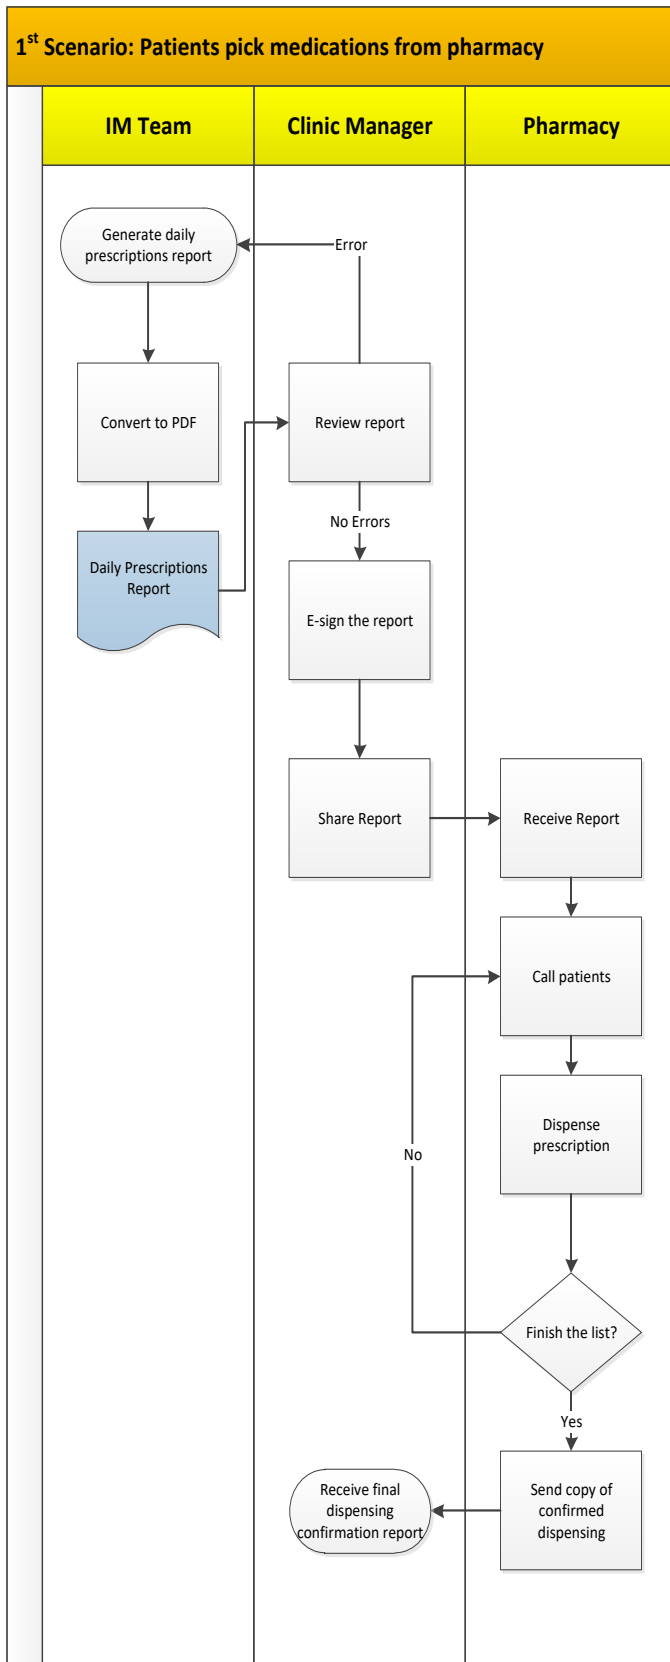 1st Scenario: Patients pick medications from pharmacy
IM Team
Clinic Manager
Pharmacy
Generate daily
prescriptions report
Error
Convert to PDF
Review report
No Errors
Daily Prescriptions
Report
E-sign the report
Share Report
Receive Report
Call patients
Dispense
prescription
No
Finish the list?
Yes
Send copy of
confirmed
dispensing
Receive final
dispensing
confirmation report